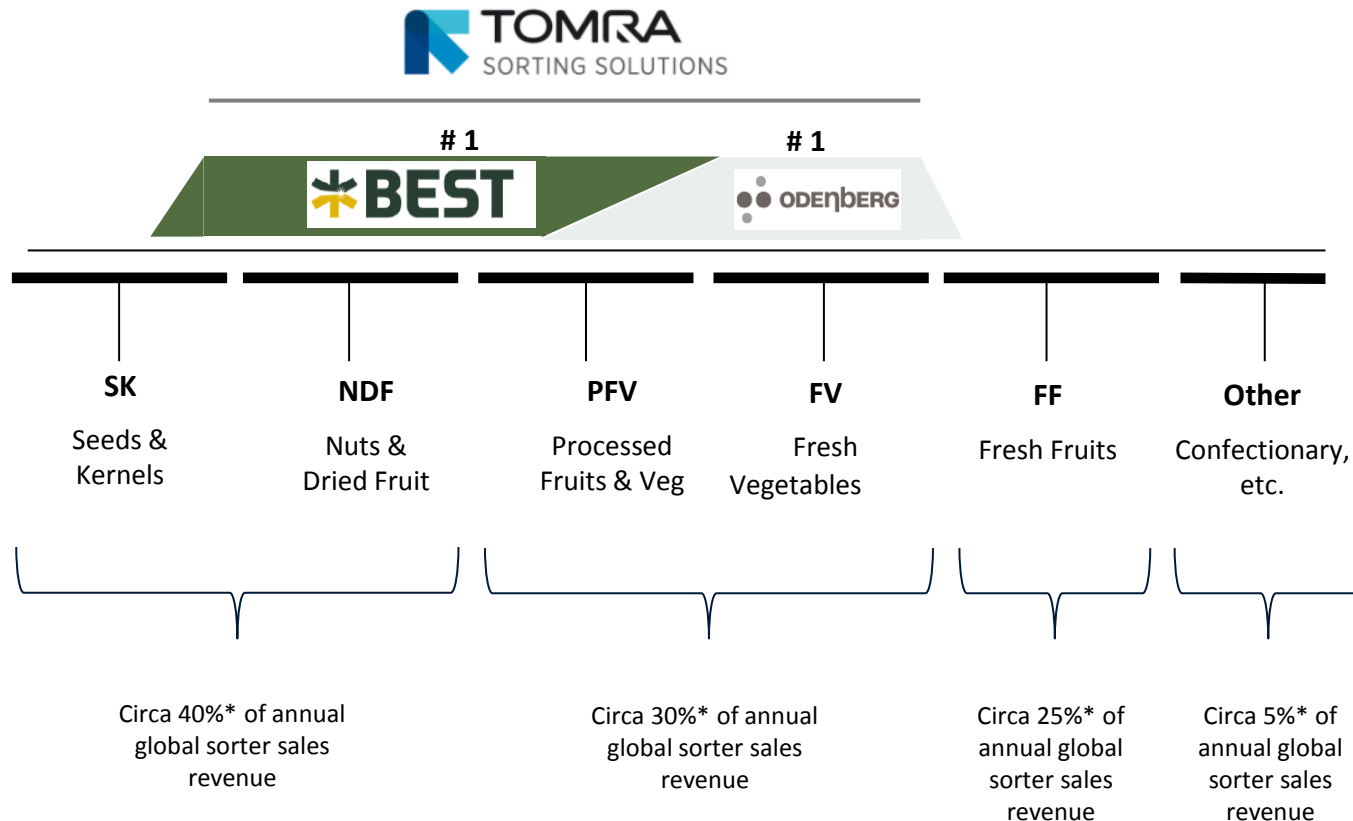 TOMRA
SORTING SOLUTIONS
# 1
# 1
BEST
ODENBERG
SK
NDF
PFV
FV
FF
Other
Seeds &
Kernels
Nuts &
Dried Fruit
Processed
Fruits & Veg
Fresh
Vegetables
Fresh Fruits
Confectionary,
etc.
Circa 40%* of annual
global sorter sales
revenue
Circa 30%* of annual
global sorter sales
revenue
Circa 25%* of
annual global
sorter sales
revenue
Circa 5%* of
annual global
sorter sales
revenue